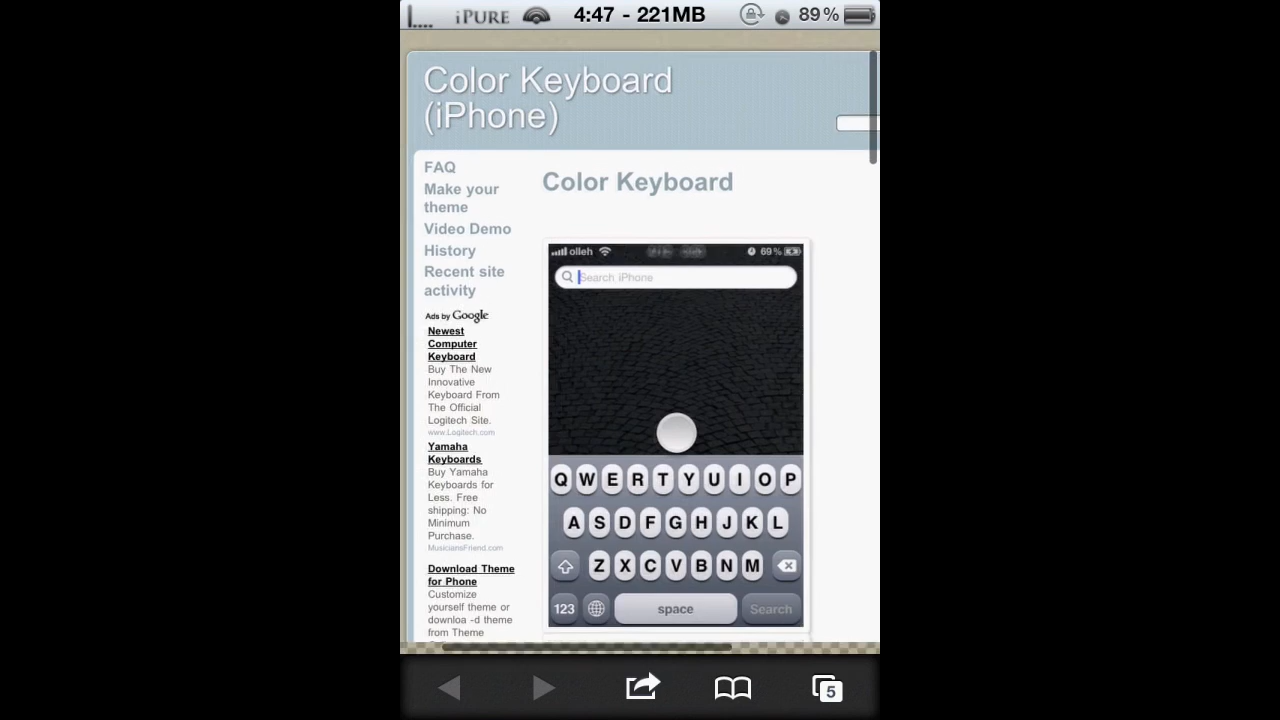 iPURE 4:47 - 221MB 89%
Color Keyboard
(iPhone)
FAQ
Make your
theme
Video Demo
History
Recent site
activity
Ads by Google
Newest
Computer
Keyboard
Buy The New
Innovative
Keyboard From
The Official
Logitech Site.
www.Logitech.com
Yamaha
Keyboards
Buy Yamaha
Keyboards for
Less. Free
shipping: No
Minimum
Purchase.
MusiciansFriend.com
Download Theme
for Phone
Customize
yourself theme or
downloa -d theme
from Theme
Color Keyboard
olleh 69%
Search iPhone
Q W E R T Y U I O P
A S D F G H J K L
Z X C V B N M
123 space Search
5